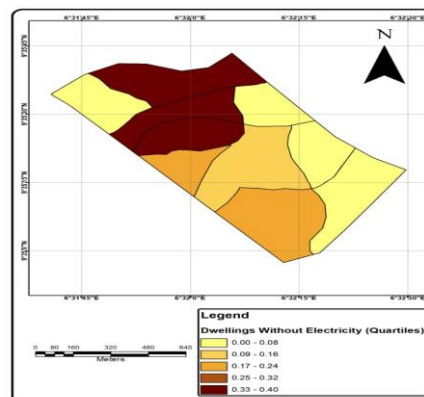 6°31'45"E 6°32'0"E 6°32'15"E 6°32'30"E
N
6°31'45"E 6°32'0"E 6°32'15"E 6°32'30"E
0 80 160 320 480 640
Meters
Legend
Dwellings Without Electricity (Quartiles)
0.00 - 0.08
0.09 - 0.16
0.17 - 0.24
0.25 - 0.32
0.33 - 0.40